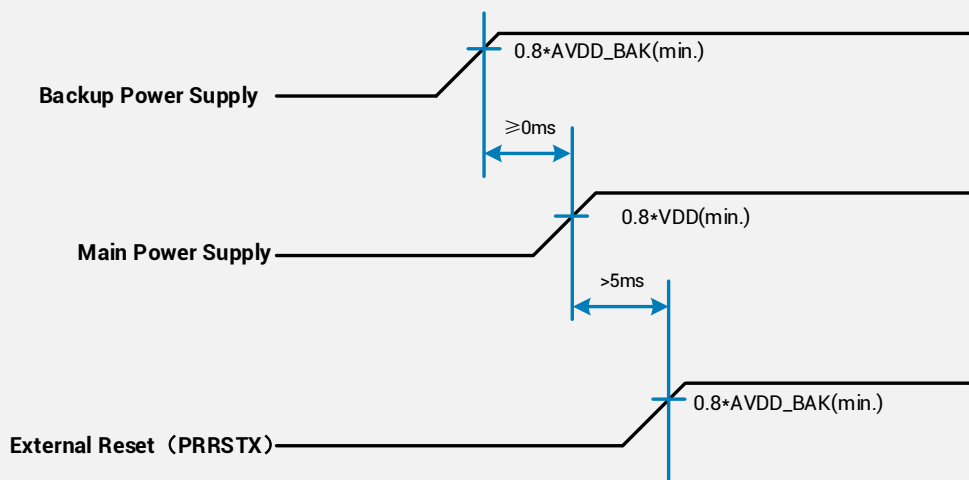 0.8*AVDD_BAK(min.)
Backup Power Supply
≥0ms
0.8*VDD(min.)
Main Power Supply
>5ms
0.8*AVDD_BAK(min.)
External Reset（PRRSTX）